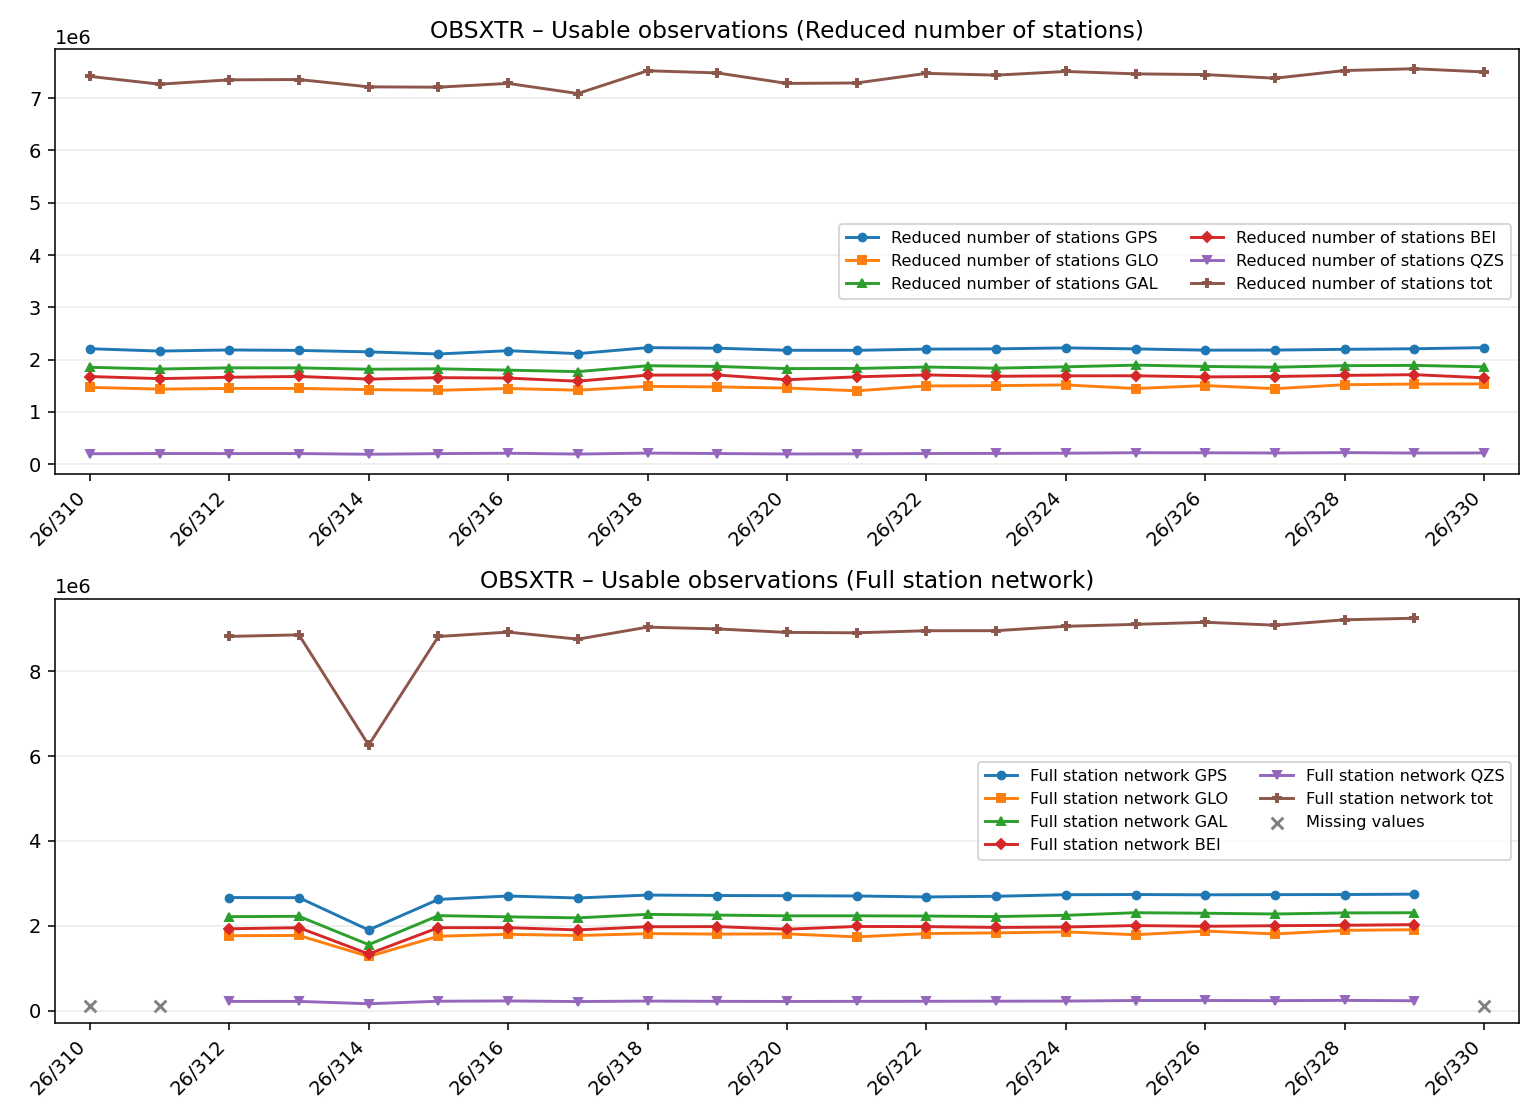 OBSXTR – Usable observations (Reduced number of stations)
1e6
7
6
5
4
3
2
1
0
Reduced number of stations GPS
Reduced number of stations GLO
Reduced number of stations GAL
Reduced number of stations BEI
Reduced number of stations QZS
Reduced number of stations tot
26/310
26/312
26/314
26/316
26/318
26/320
26/322
26/324
26/326
26/328
26/330
OBSXTR – Usable observations (Full station network)
1e6
8
6
4
2
0
Full station network GPS
Full station network GLO
Full station network GAL
Full station network BEI
Full station network QZS
Full station network tot
Missing values
26/310
26/312
26/314
26/316
26/318
26/320
26/322
26/324
26/326
26/328
26/330